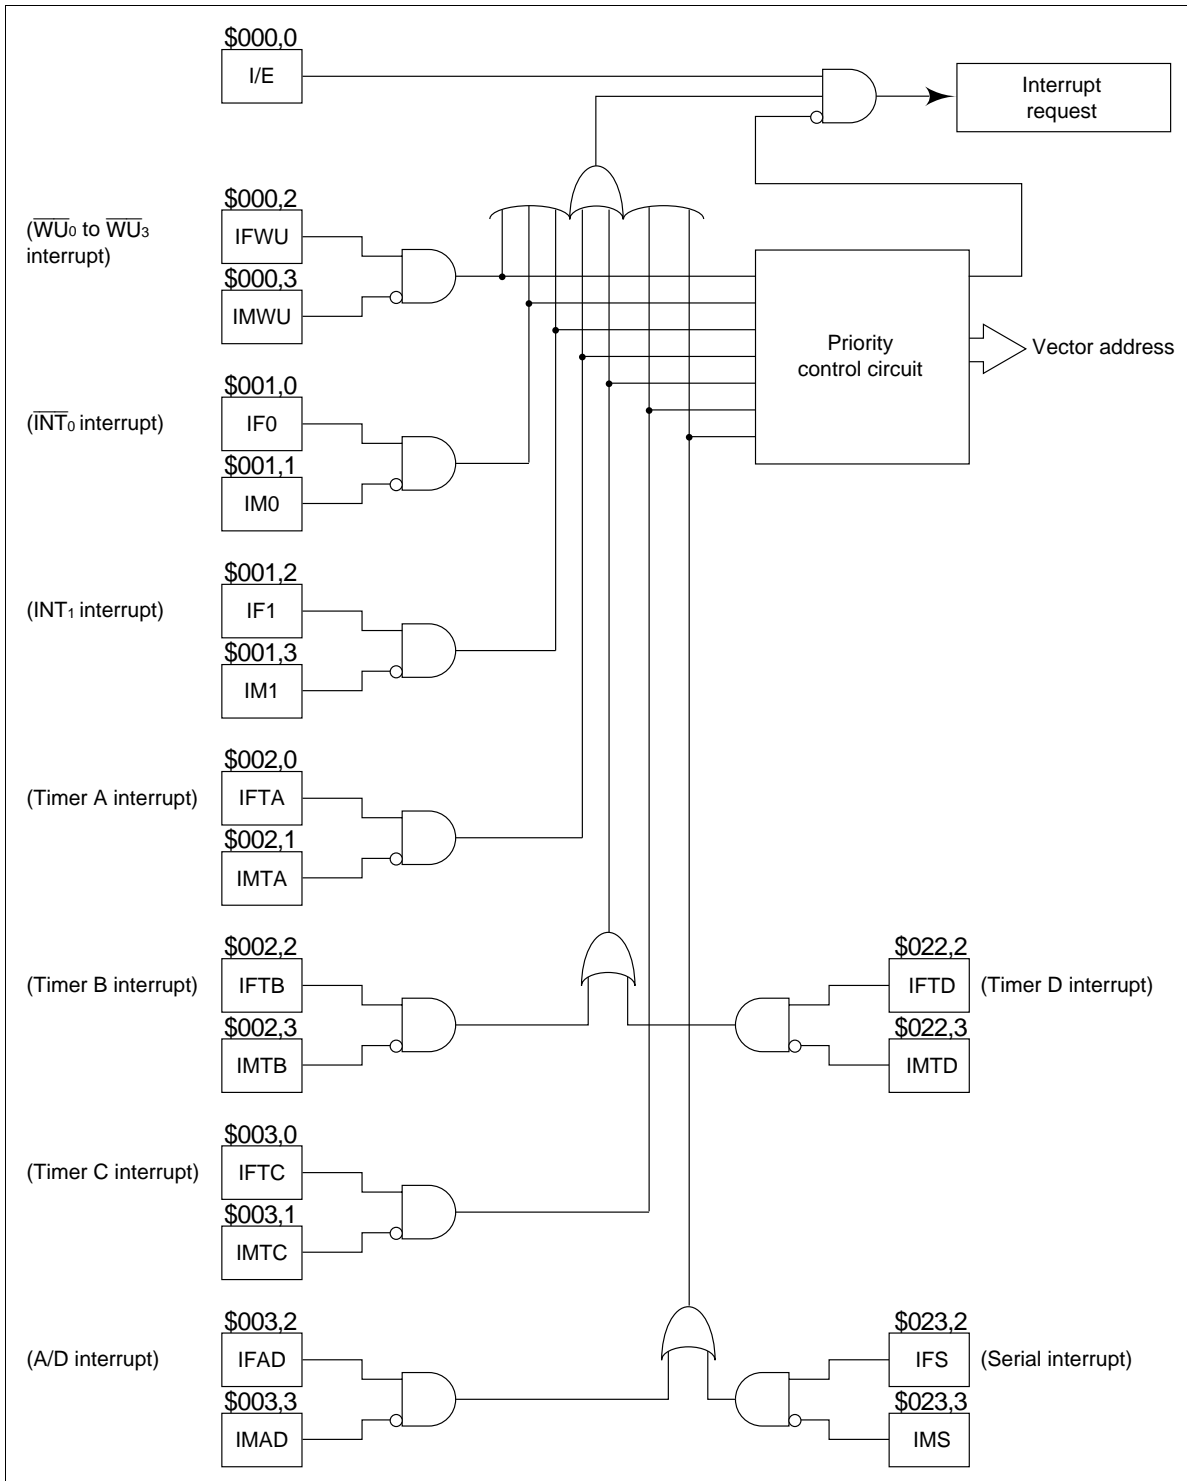 $000,0
I/E
Interrupt
request
$000,2
(W̅U̅₀ to W̅U̅₃
interrupt)
IFWU
$000,3
IMWU
Priority
control circuit
Vector address
$001,0
(I̅N̅T̅₀ interrupt)
IF0
$001,1
IM0
$001,2
(INT₁ interrupt)
IF1
$001,3
IM1
$002,0
(Timer A interrupt)
IFTA
$002,1
IMTA
$002,2
(Timer B interrupt)
IFTB
$002,3
IMTB
$022,2
IFTD
(Timer D interrupt)
$022,3
IMTD
$003,0
(Timer C interrupt)
IFTC
$003,1
IMTC
$003,2
(A/D interrupt)
IFAD
$003,3
IMAD
$023,2
IFS
(Serial interrupt)
$023,3
IMS